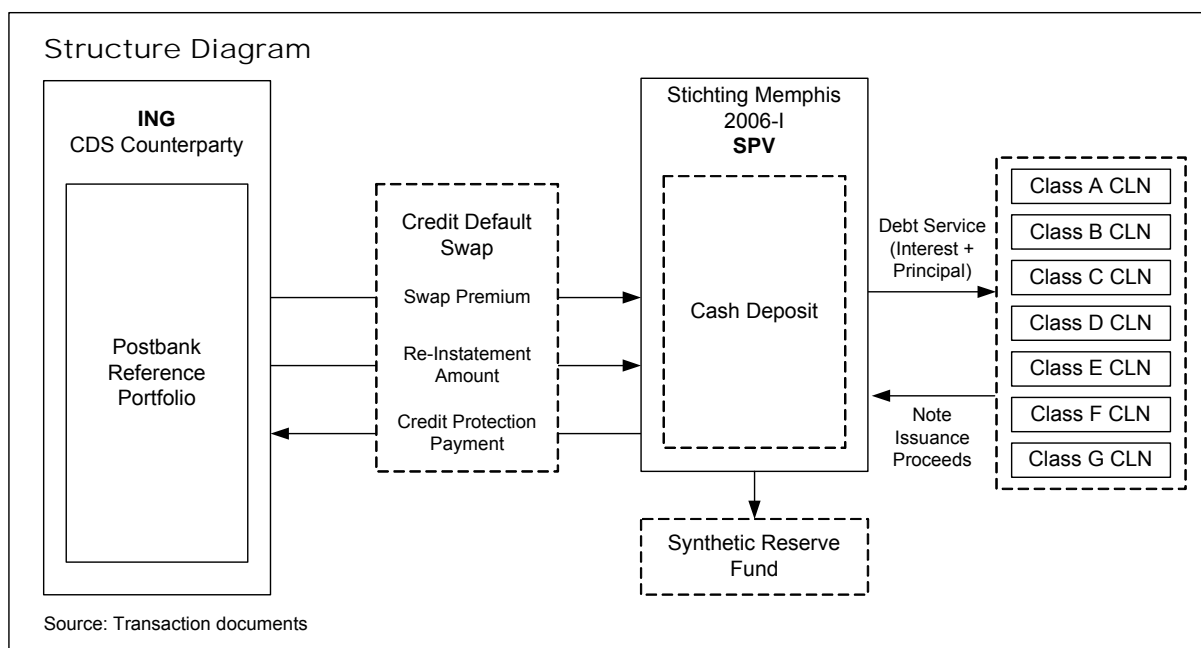 Structure Diagram
ING
CDS Counterparty
Postbank
Reference
Portfolio
Credit Default
Swap
Swap Premium
Re-Instatement
Amount
Credit Protection
Payment
Stichting Memphis
2006-I
SPV
Cash Deposit
Synthetic Reserve
Fund
Debt Service
(Interest +
Principal)
Note
Issuance
Proceeds
Class A CLN
Class B CLN
Class C CLN
Class D CLN
Class E CLN
Class F CLN
Class G CLN
Source: Transaction documents